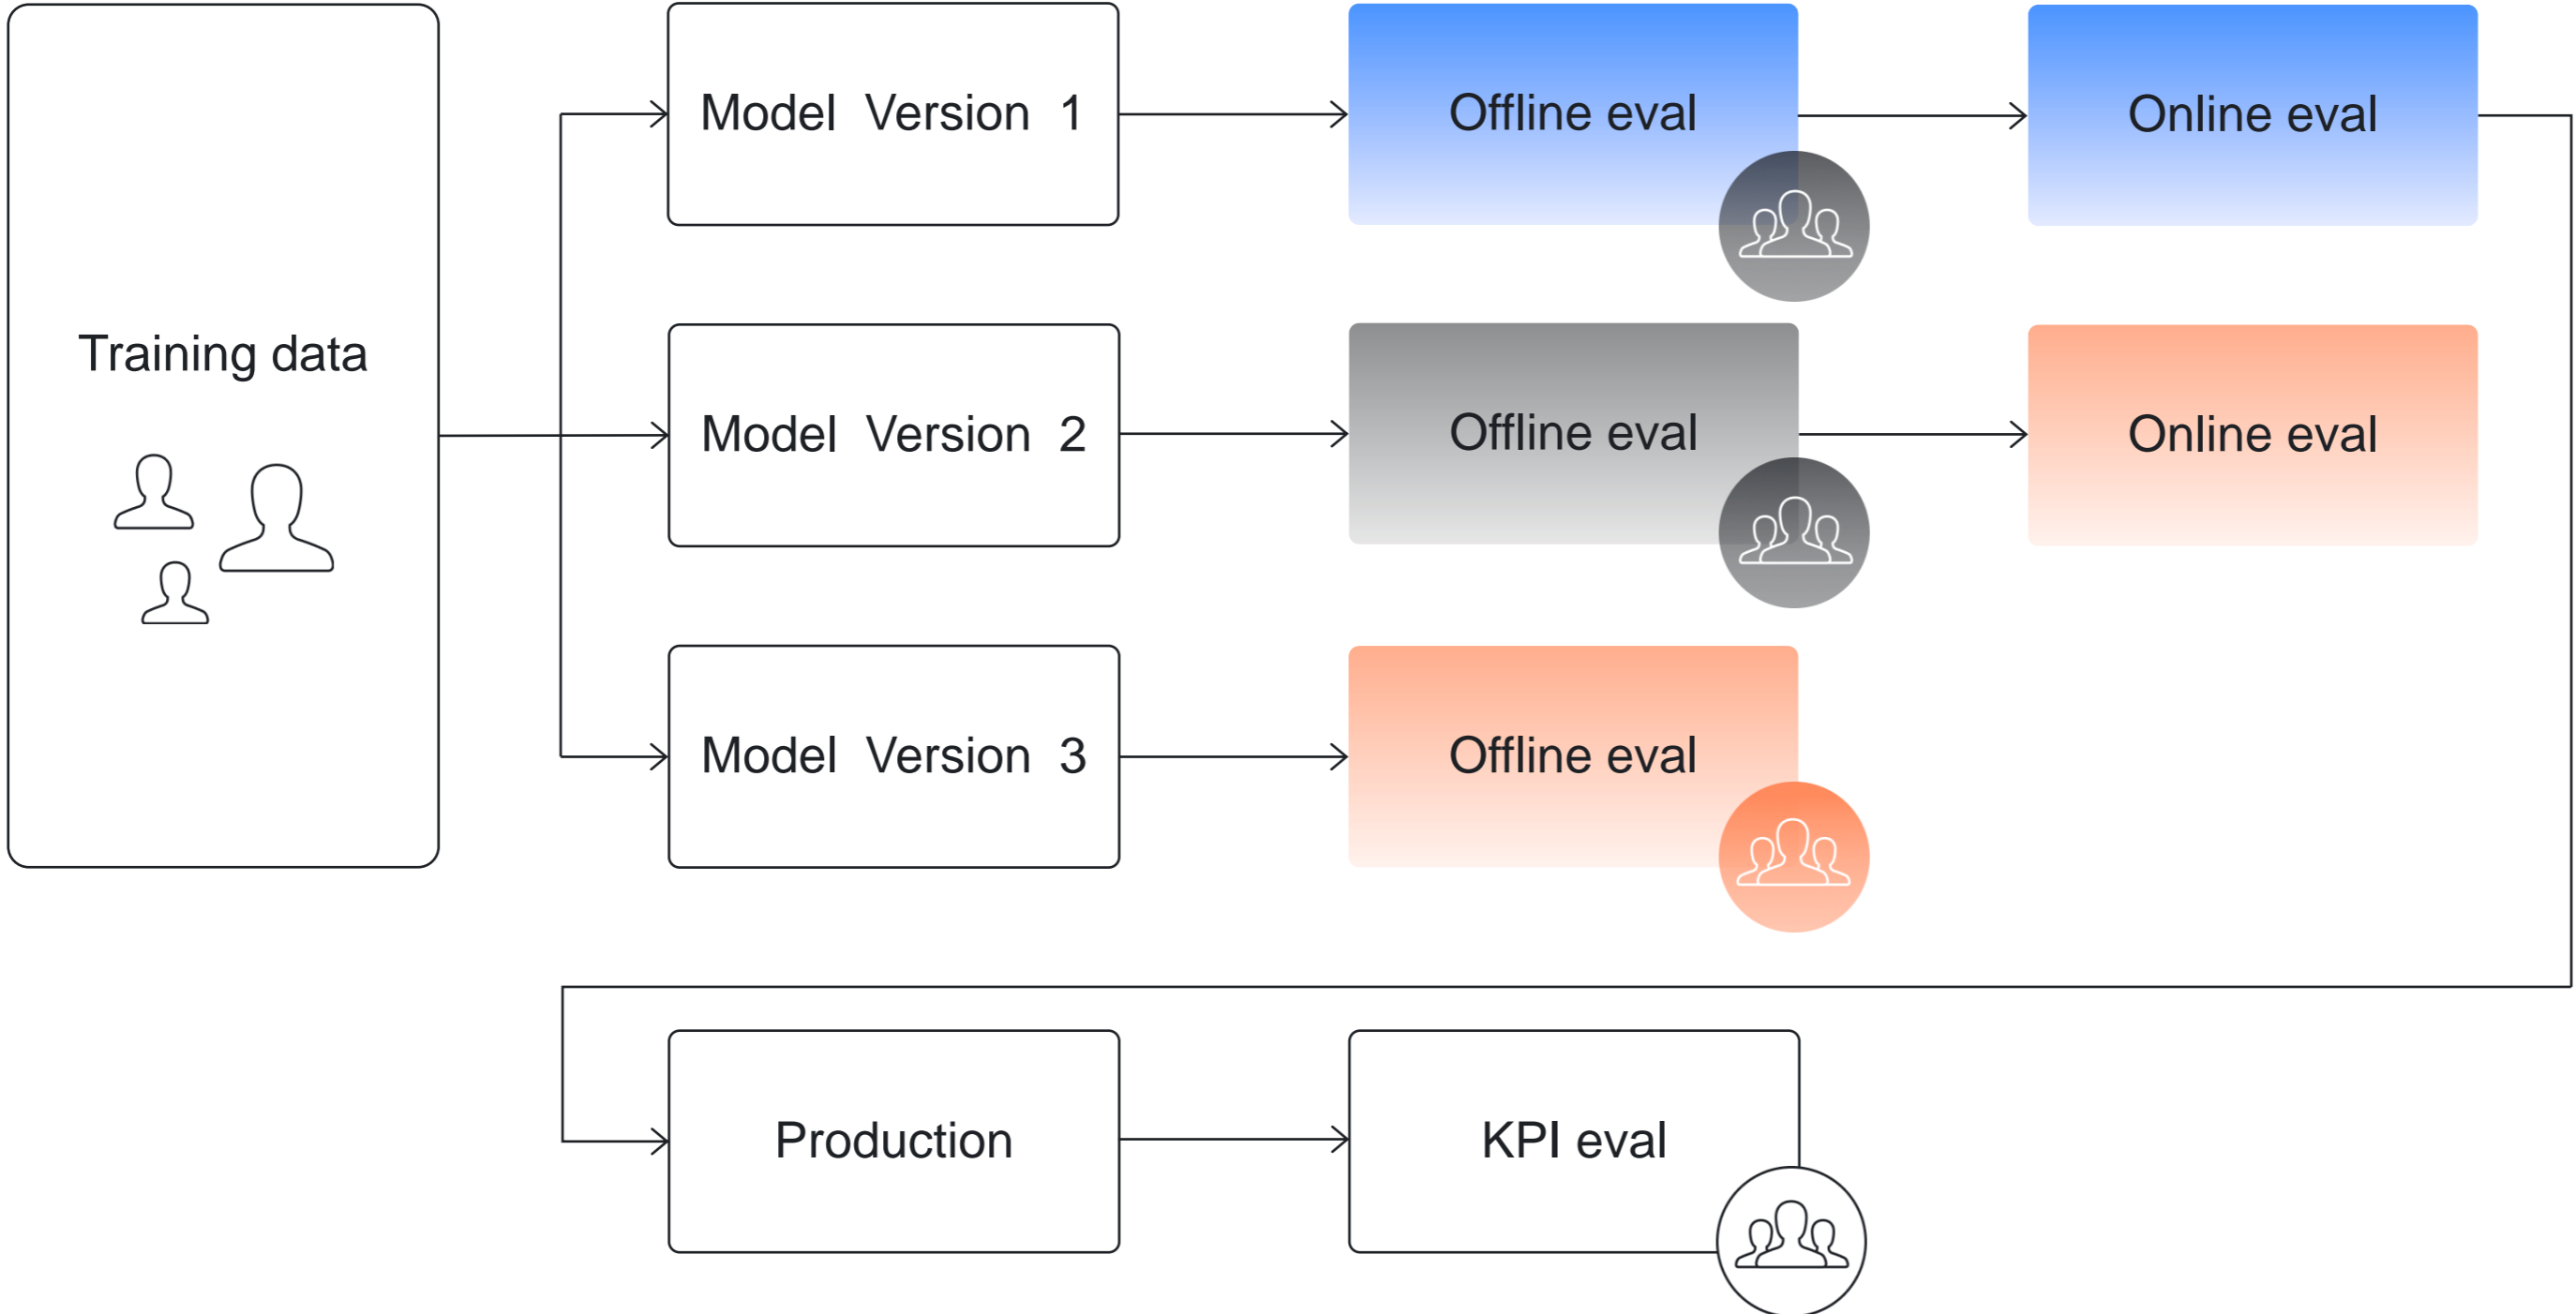 Training data
Model Version 1
Offline eval
Online eval
Model Version 2
Offline eval
Online eval
Model Version 3
Offline eval
Production
KPI eval